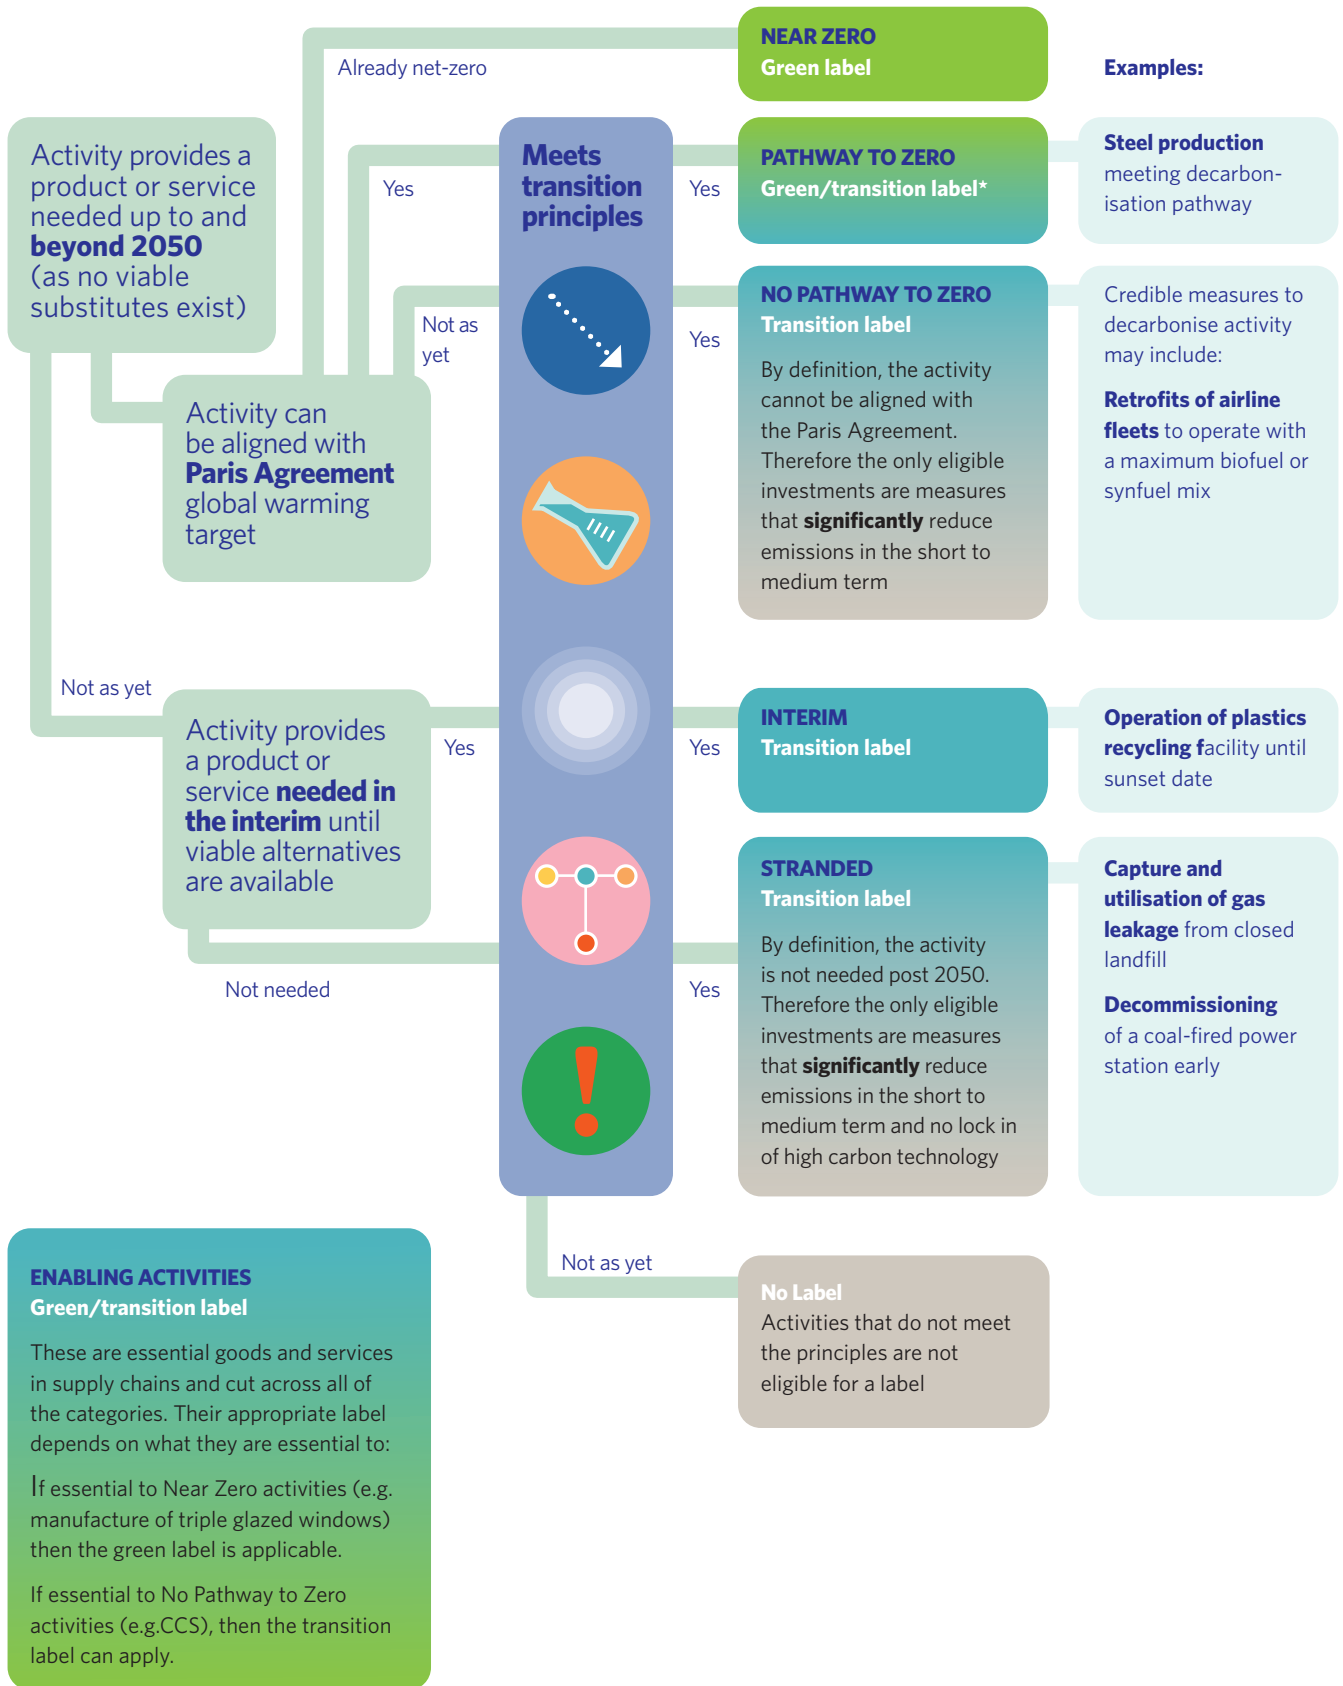 NEAR ZERO
Green label
Examples:
Already net-zero
Activity provides a
product or service
needed up to and
beyond 2050
(as no viable
substitutes exist)
Yes
Meets
transition
principles
Yes
PATHWAY TO ZERO
Green/transition label*
Steel production
meeting decarbon-
isation pathway
Activity can
be aligned with
Paris Agreement
global warming
target
Not as
yet
Yes
NO PATHWAY TO ZERO
Transition label
By definition, the activity
cannot be aligned with
the Paris Agreement.
Therefore the only eligible
investments are measures
that significantly reduce
emissions in the short to
medium term
Credible measures to
decarbonise activity
may include:
Retrofits of airline
fleets to operate with
a maximum biofuel or
synfuel mix
Not as yet
Activity provides
a product or
service needed in
the interim until
viable alternatives
are available
Yes
Yes
INTERIM
Transition label
Operation of plastics
recycling facility until
sunset date
Not needed
Yes
STRANDED
Transition label
By definition, the activity
is not needed post 2050.
Therefore the only eligible
investments are measures
that significantly reduce
emissions in the short to
medium term and no lock in
of high carbon technology
Capture and
utilisation of gas
leakage from closed
landfill
Decommissioning
of a coal-fired power
station early
Not as yet
No Label
Activities that do not meet
the principles are not
eligible for a label
ENABLING ACTIVITIES
Green/transition label
These are essential goods and services
in supply chains and cut across all of
the categories. Their appropriate label
depends on what they are essential to:
If essential to Near Zero activities (e.g.
manufacture of triple glazed windows)
then the green label is applicable.
If essential to No Pathway to Zero
activities (e.g.CCS), then the transition
label can apply.